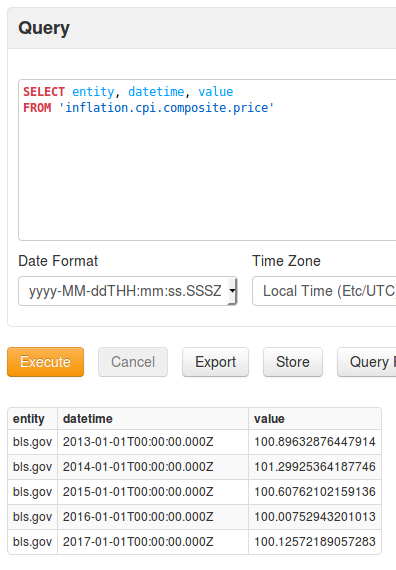 Query
SELECT entity, datetime, value
FROM 'inflation.cpi.composite.price'
Date Format Time Zone
yyyy-MM-ddTHH:mm:ss.SSSZ Local Time (Etc/UTC
Execute Cancel Export Store Query
entity datetime value
bls.gov 2013-01-01T00:00:00.000Z 100.89632876447914
bls.gov 2014-01-01T00:00:00.000Z 101.29925364187746
bls.gov 2015-01-01T00:00:00.000Z 100.60762102159136
bls.gov 2016-01-01T00:00:00.000Z 100.00752943201013
bls.gov 2017-01-01T00:00:00.000Z 100.12572189057283